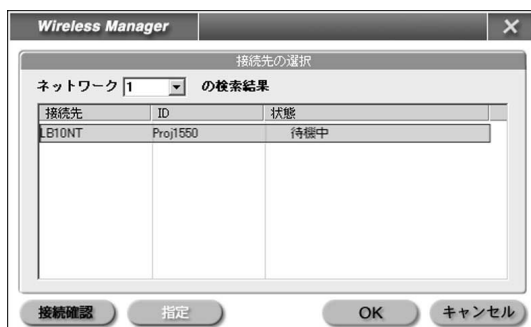 Wireless Manager
接続先の選択
ネットワーク 1 の検索結果
接続先 ID 状態
LB10NT Proj1550 待機中
接続確認 指定 OK キャンセル